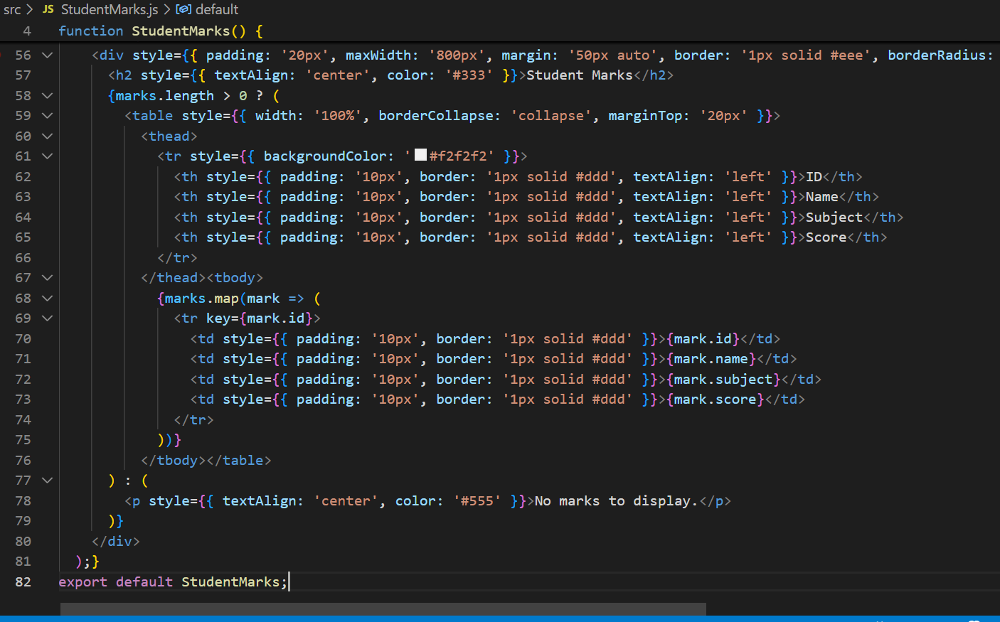 src > JS StudentMarks.js > default
4 function StudentMarks() {
56 <div style={{ padding: '20px', maxWidth: '800px', margin: '50px auto', border: '1px solid #eee', borderRadius:
57 <h2 style={{ textAlign: 'center', color: '#333' }}>Student Marks</h2>
58 {marks.length > 0 ? (
59 <table style={{ width: '100%', borderCollapse: 'collapse', marginTop: '20px' }}>
60 <thead>
61 <tr style={{ backgroundColor: '#f2f2f2' }}>
62 <th style={{ padding: '10px', border: '1px solid #ddd', textAlign: 'left' }}>ID</th>
63 <th style={{ padding: '10px', border: '1px solid #ddd', textAlign: 'left' }}>Name</th>
64 <th style={{ padding: '10px', border: '1px solid #ddd', textAlign: 'left' }}>Subject</th>
65 <th style={{ padding: '10px', border: '1px solid #ddd', textAlign: 'left' }}>Score</th>
66 </tr>
67 </thead><tbody>
68 {marks.map(mark => (
69 <tr key={mark.id}>
70 <td style={{ padding: '10px', border: '1px solid #ddd' }}>{mark.id}</td>
71 <td style={{ padding: '10px', border: '1px solid #ddd' }}>{mark.name}</td>
72 <td style={{ padding: '10px', border: '1px solid #ddd' }}>{mark.subject}</td>
73 <td style={{ padding: '10px', border: '1px solid #ddd' }}>{mark.score}</td>
74 </tr>
75 ))}
76 </tbody></table>
77 ) : (
78 <p style={{ textAlign: 'center', color: '#555' }}>No marks to display.</p>
79 )}
80 </div>
81 );}
82 export default StudentMarks;